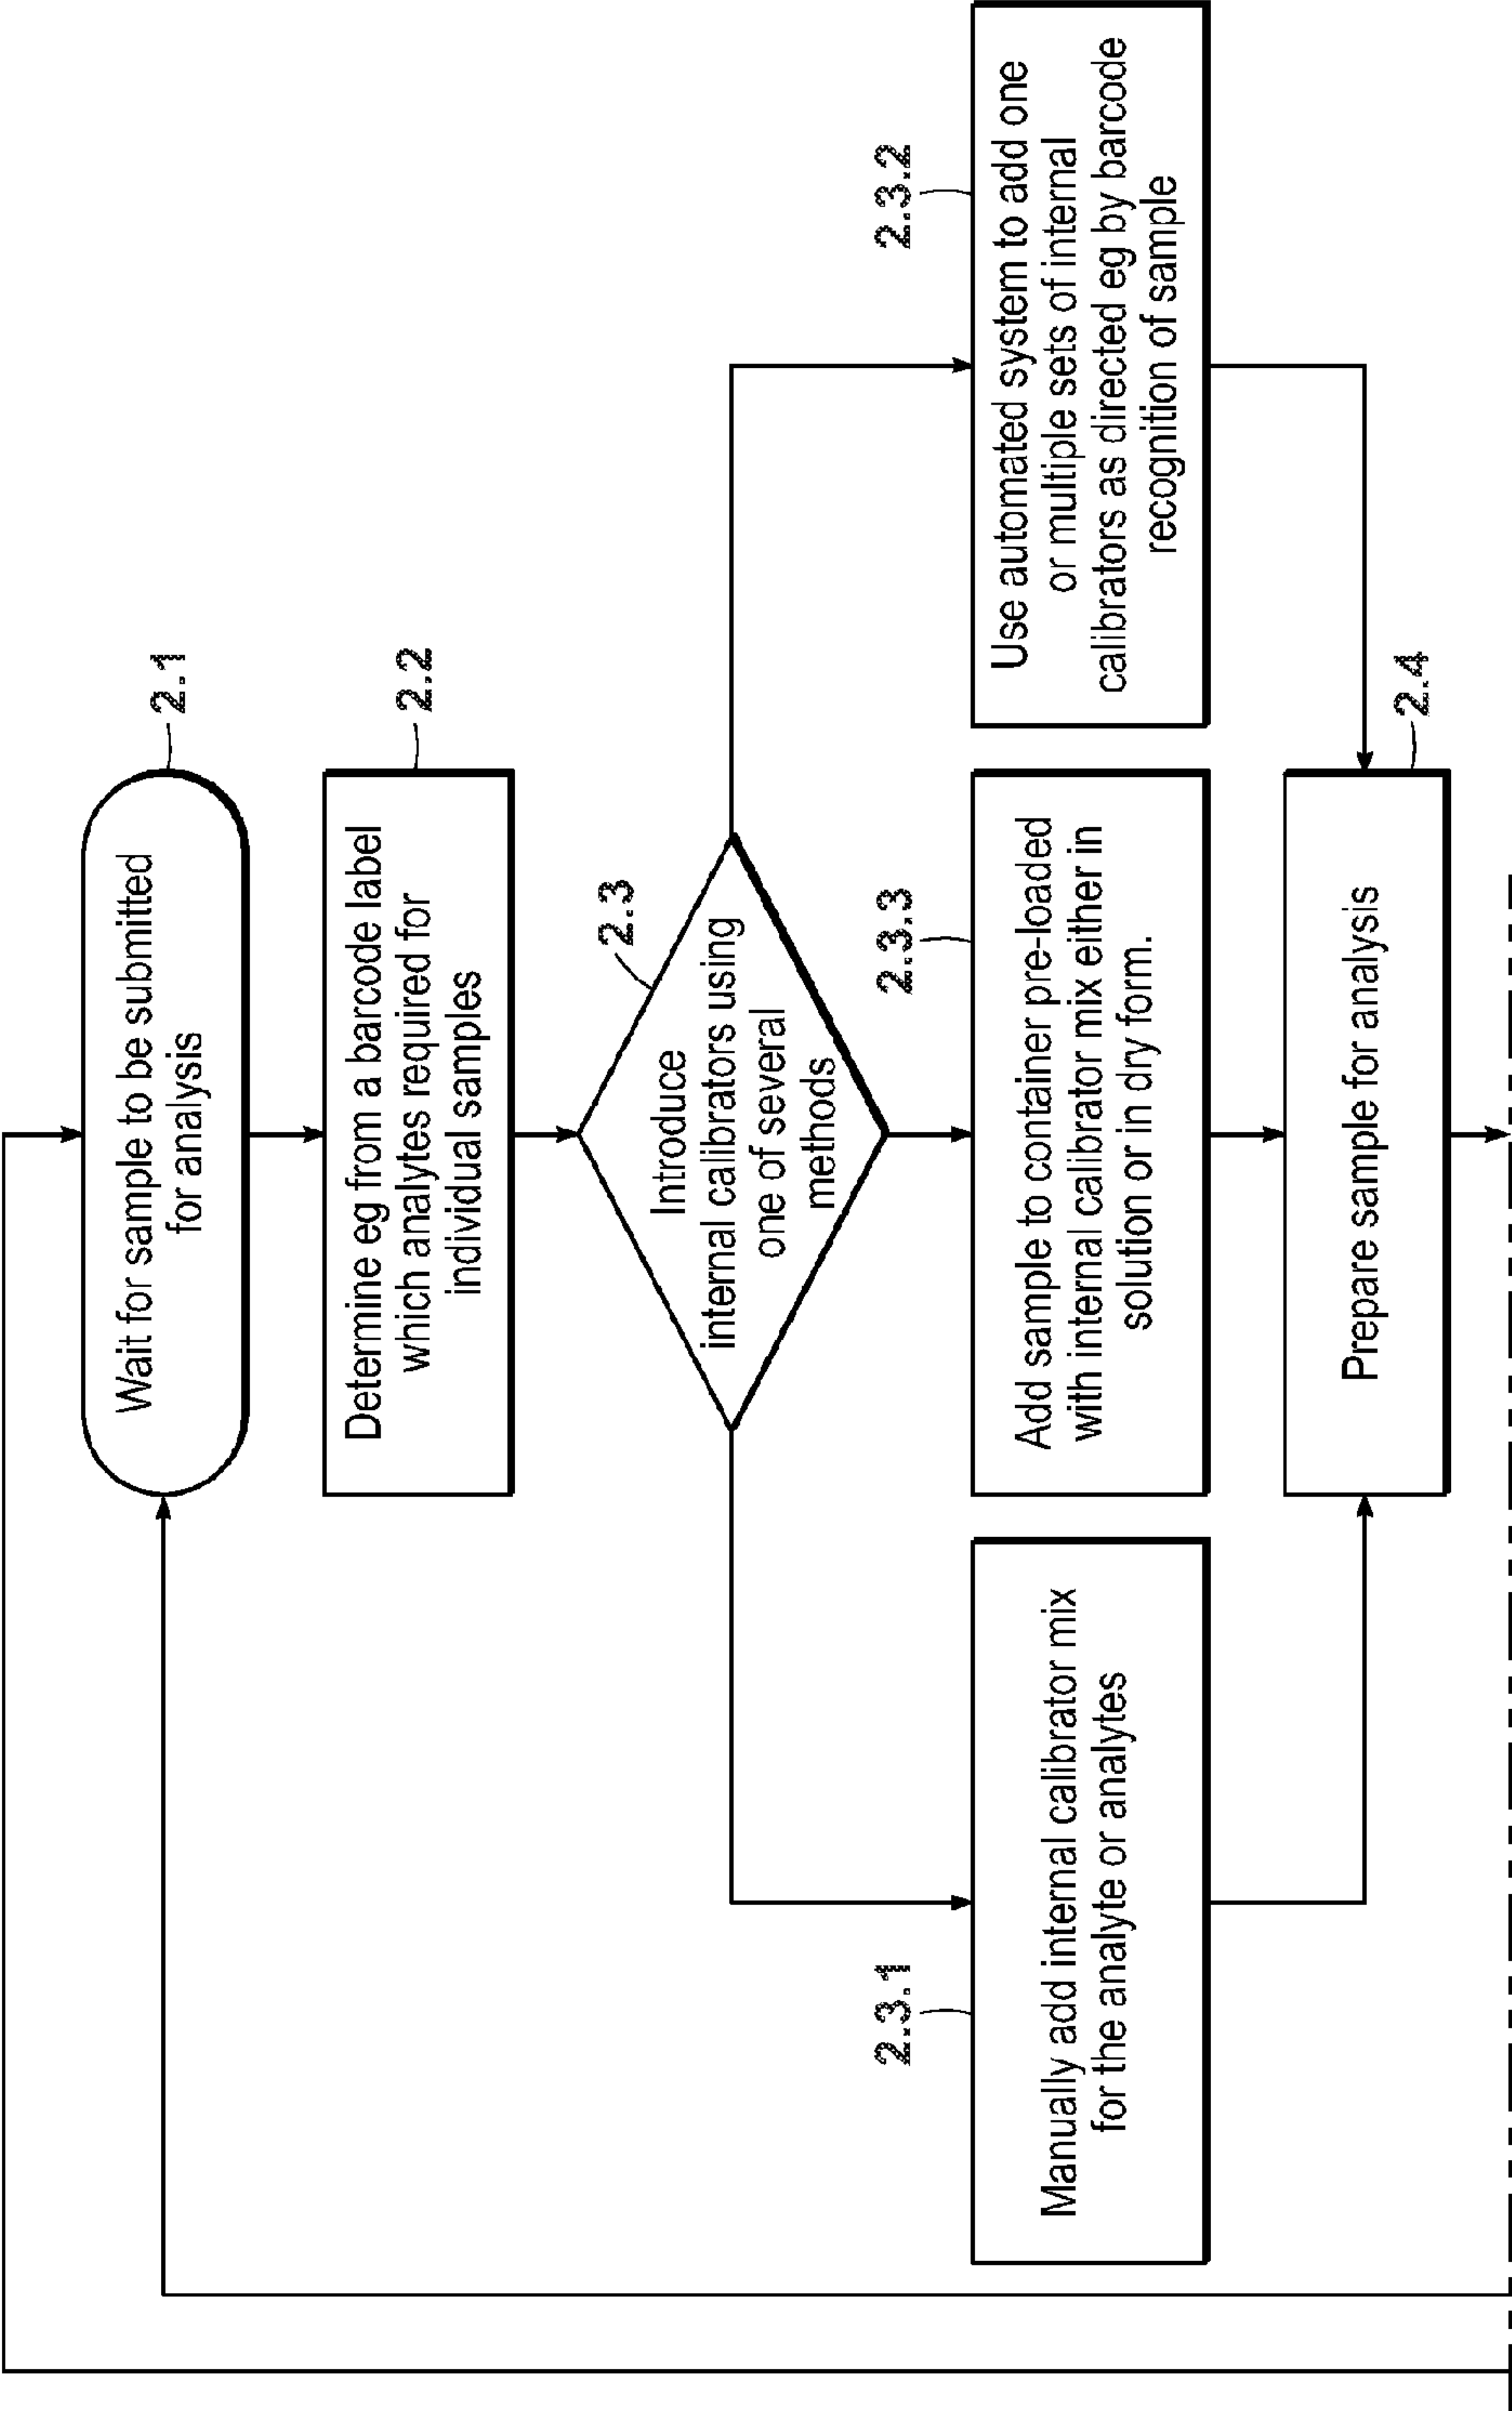 2.1
Wait for sample to be submitted
for analysis
2.2
Determine eg from a barcode label
which analytes required for
individual samples
2.3
Introduce
internal calibrators using
one of several
methods
2.3.1
Manually add internal calibrator mix
for the analyte or analytes
2.3.3
Add sample to container pre-loaded
with internal calibrator mix either in
solution or in dry form.
2.3.2
Use automated system to add one
or multiple sets of internal
calibrators as directed eg by barcode
recognition of sample
2.4
Prepare sample for analysis